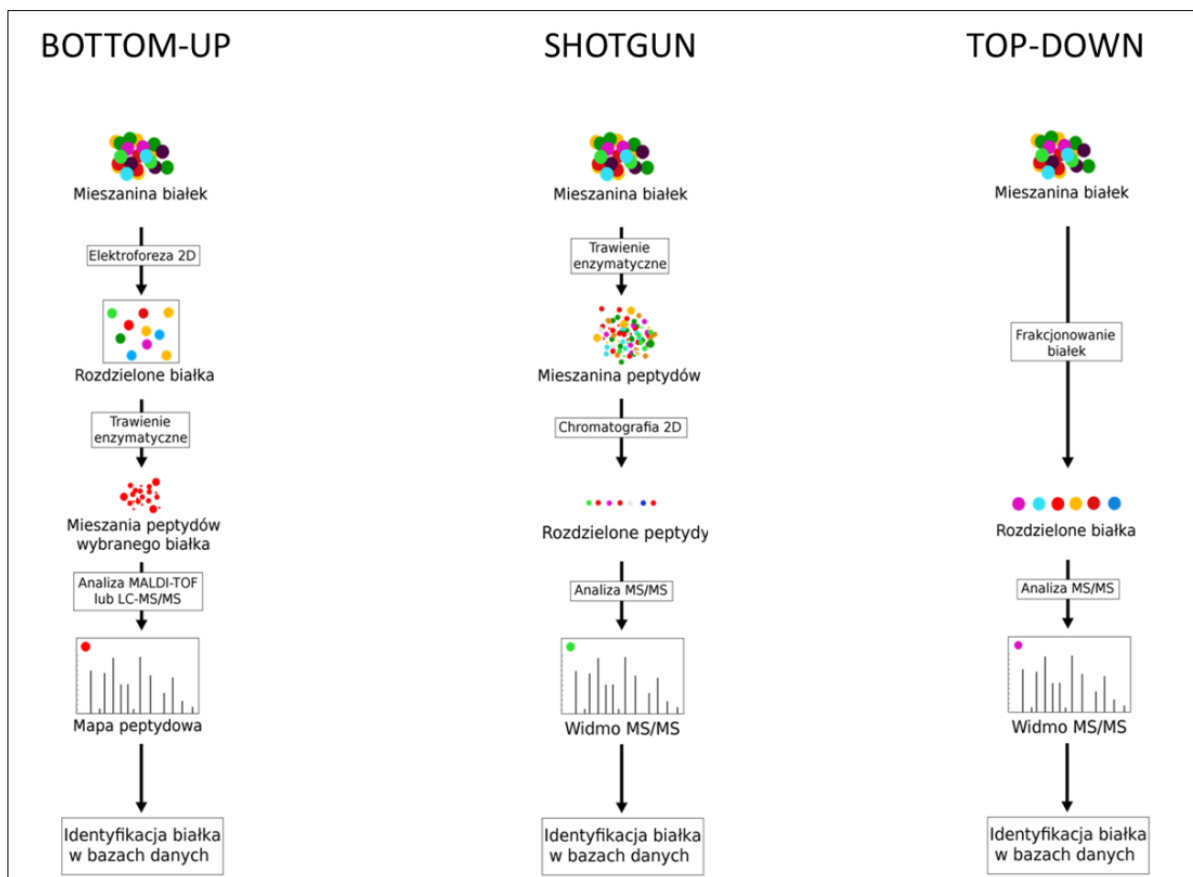 BOTTOM-UP
Mieszanina białek
Elektroforeza 2D
Rozdzielone białka
Trawienie
enzymatyczne
Mieszania peptydów
wybranego białka
Analiza MALDI-TOF
lub LC-MS/MS
Mapa peptydowa
Identyfikacja białka
w bazach danych
SHOTGUN
Mieszanina białek
Trawienie
enzymatyczne
Mieszanina peptydów
Chromatografia 2D
Rozdzielone peptydy
Analiza MS/MS
Widmo MS/MS
Identyfikacja białka
w bazach danych
TOP-DOWN
Mieszanina białek
Frakcjonowanie
białek
Rozdzielone białka
Analiza MS/MS
Widmo MS/MS
Identyfikacja białka
w bazach danych